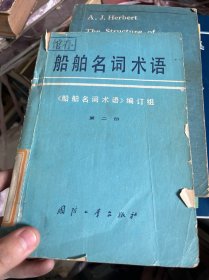 A. J. Herbert
The Structure of
船舶名词术语
《船舶名词术语》编订组
第二册
国防工业出版社